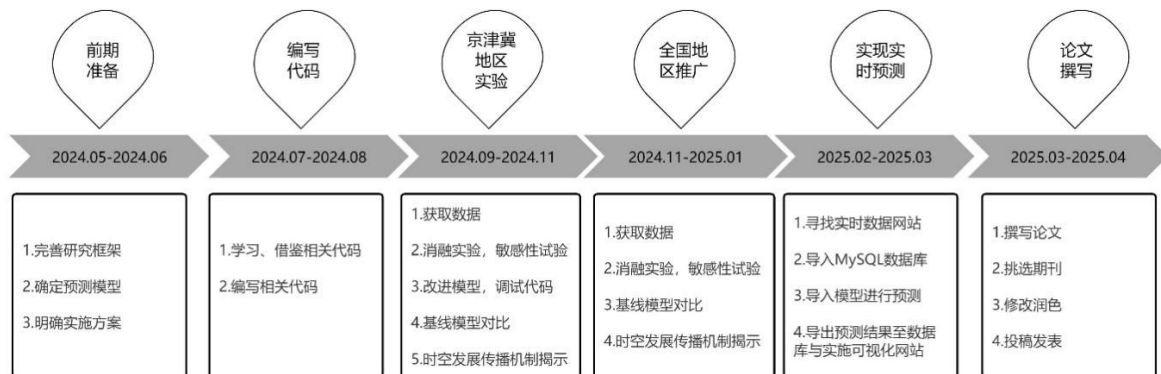 前期
准备
编写
代码
京津冀
地区
实验
全国地
区推广
实现实
时预测
论文
撰写
2024.05-2024.06
2024.07-2024.08
2024.09-2024.11
2024.11-2025.01
2025.02-2025.03
2025.03-2025.04
1.完善研究框架
2.确定预测模型
3.明确实施方案
1.学习、借鉴相关代码
2.编写相关代码
1.获取数据
2.消融实验，敏感性试验
3.改进模型，调试代码
4.基线模型对比
5.时空发展传播机制揭示
1.获取数据
2.消融实验，敏感性试验
3.基线模型对比
4.时空发展传播机制揭示
1.寻找实时数据网站
2.导入MySQL数据库
3.导入模型进行预测
4.导出预测结果至数据
库与实施可视化网站
1.撰写论文
2.挑选期刊
3.修改润色
4.投稿发表